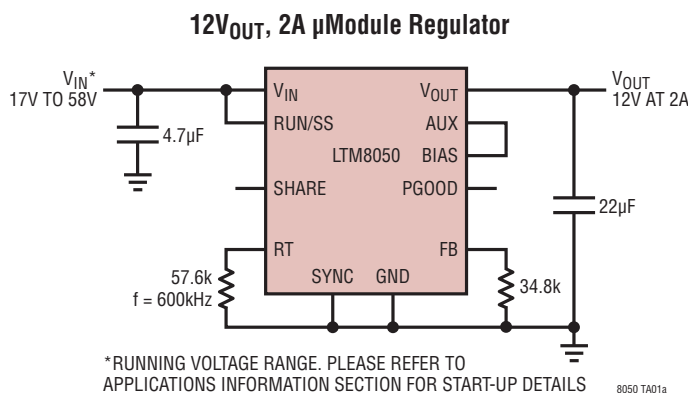 12VOUT, 2A µModule Regulator
VIN*
17V TO 58V
4.7µF
VIN
RUN/SS
SHARE
RT
LTM8050
VOUT
AUX
BIAS
PGOOD
FB
SYNC
GND
VOUT
12V AT 2A
22µF
57.6k
f = 600kHz
34.8k
*RUNNING VOLTAGE RANGE. PLEASE REFER TO
APPLICATIONS INFORMATION SECTION FOR START-UP DETAILS
8050 TA01a